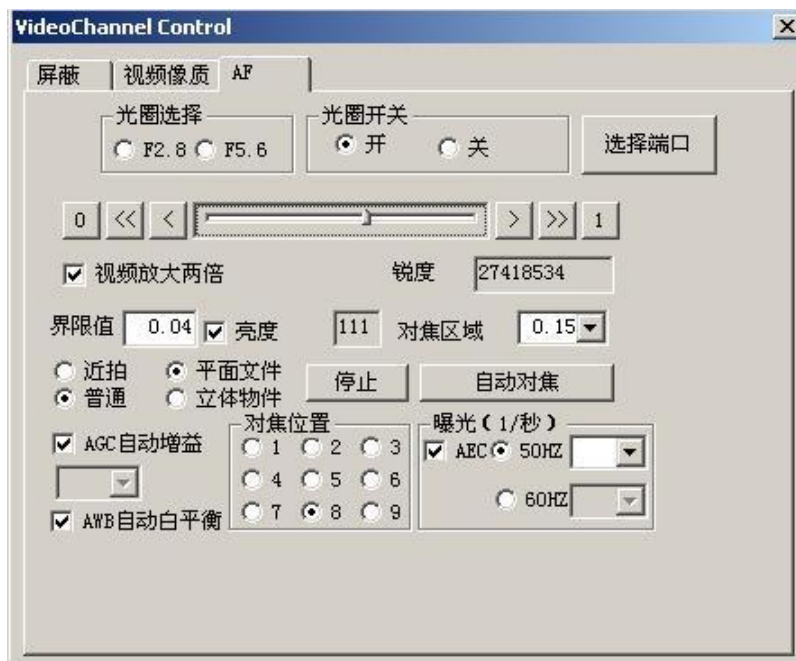 VideoChannel Control
屏蔽 视频像质 AF
光圈选择 光圈开关
F2.8 F5.6 开 关 选择端口
0 << < > >> 1
视频放大两倍 锐度 27418534
界限值 0.04 亮度 111 对焦区域 0.15
近拍 平面文件 停止 自动对焦
普通 立体物件
对焦位置 曝光(1/秒)
AGC自动增益 1 2 3 AEC 50HZ
4 5 6
60HZ
AWB自动白平衡 7 8 9